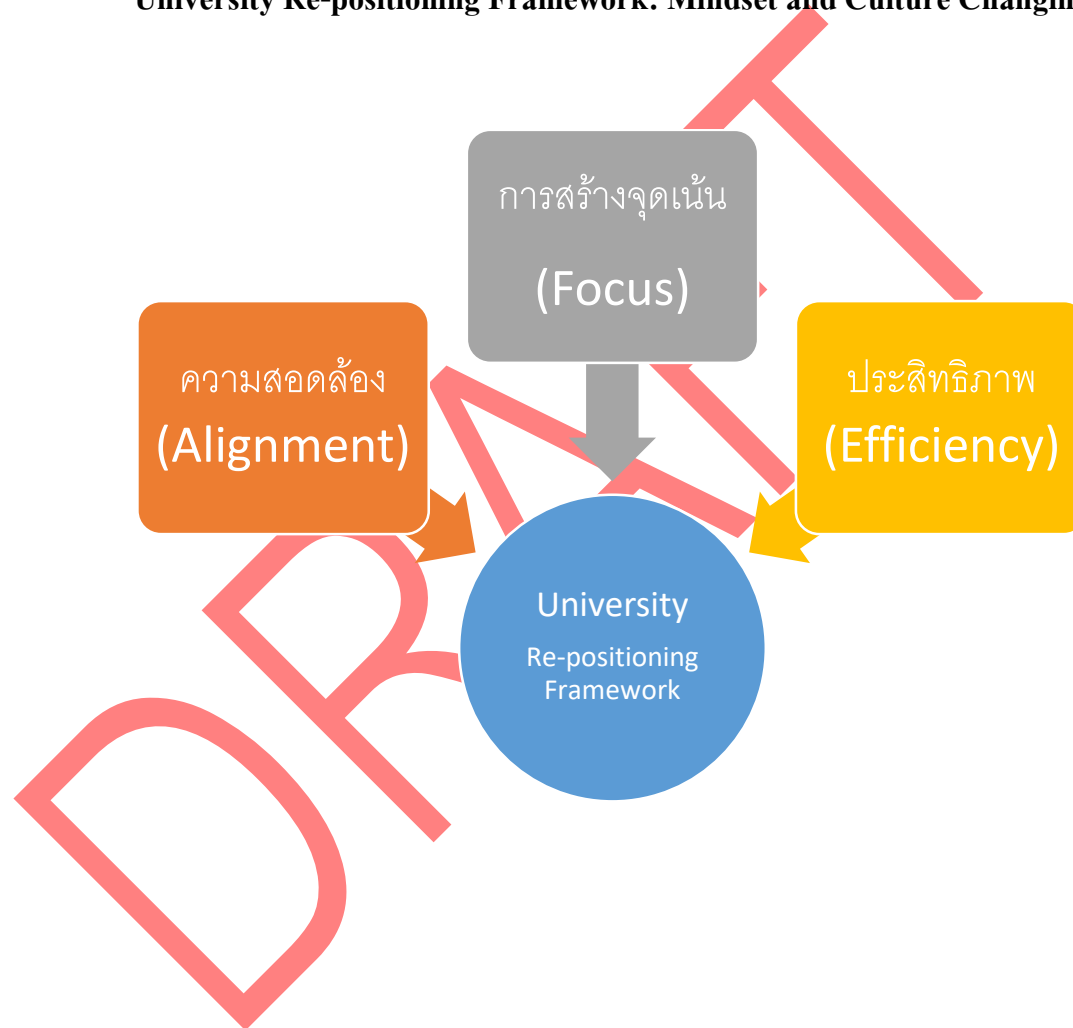 University Re-positioning Framework: Mindset and Culture Changin
การสร้างจุดเน้น
(Focus)
ความสอดล้อง
(Alignment)
ประสิทธิภาพ
(Efficiency)
University
Re-positioning
Framework
DRAFT